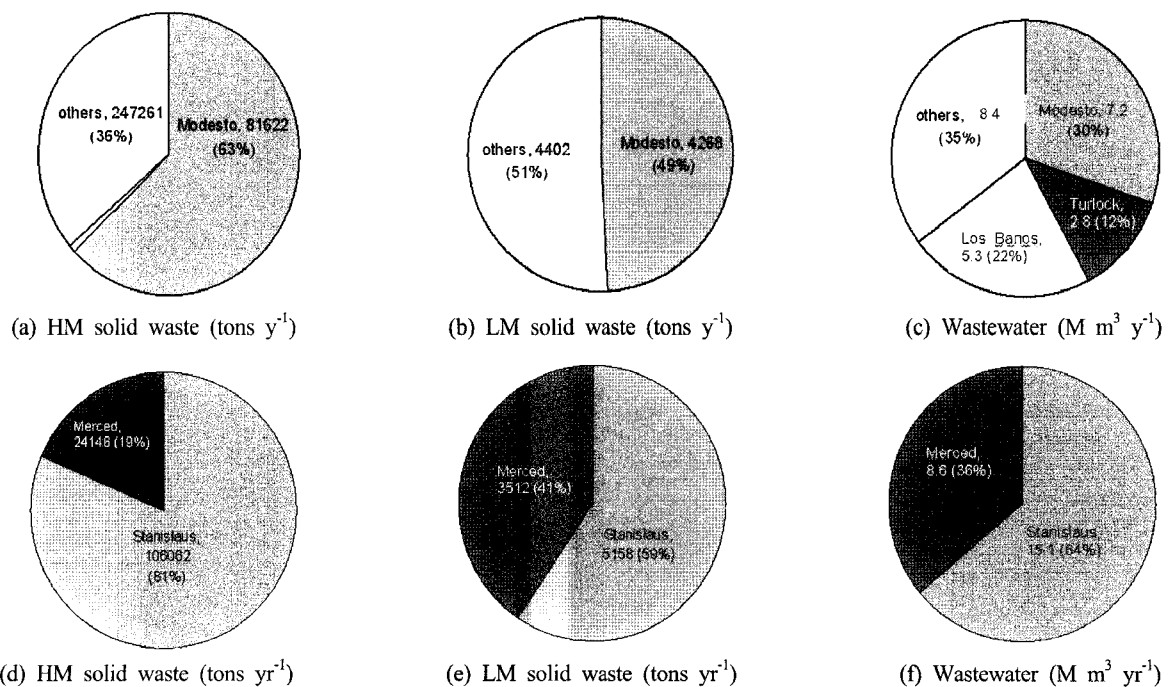 others, 247261
(36%)
Modesto, 81622
(63%)
(a) HM solid waste (tons y-1)
others, 4402
(51%)
Modesto, 4268
(49%)
(b) LM solid waste (tons y-1)
others, 8.4
(35%)
Modesto, 7.2
(30%)
Turlock,
2.8 (12%)
Los Banos,
5.3 (22%)
(c) Wastewater (M m3 y-1)
Merced,
24148 (19%)
Stanislaus,
106062
(81%)
(d) HM solid waste (tons yr-1)
Merced,
3512 (41%)
Stanislaus,
5158 (59%)
(e) LM solid waste (tons yr-1)
Merced,
8.6 (36%)
Stanislaus,
15.1 (64%)
(f) Wastewater (M m3 yr-1)